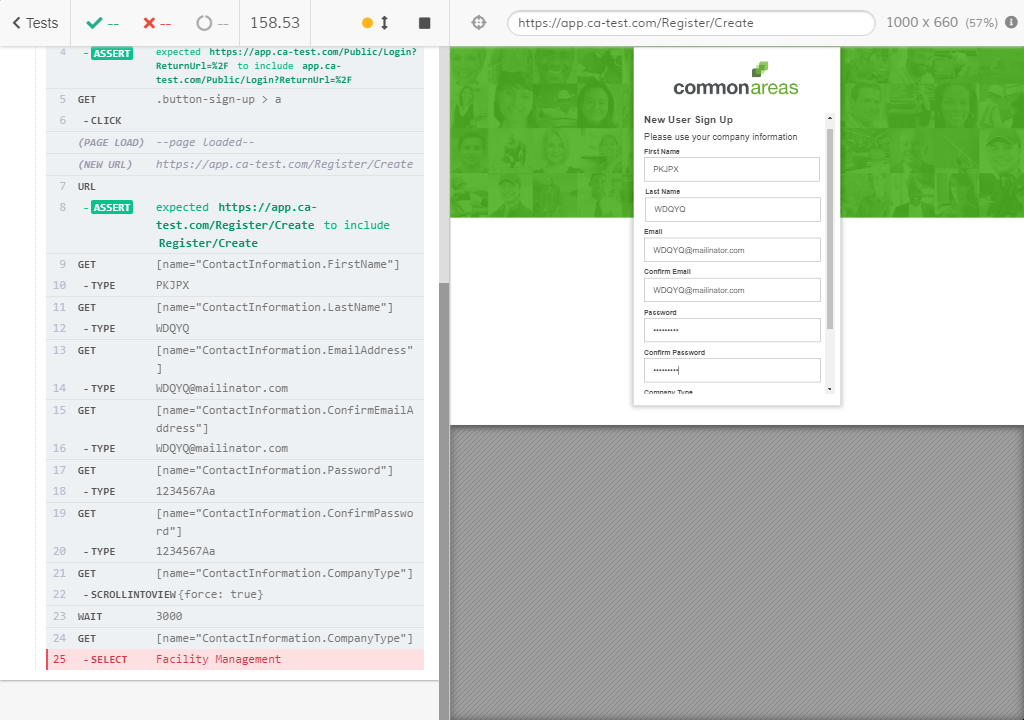 Tests -- -- -- 158.53
https://app.ca-test.com/Register/Create 1000 x 660 (57%)
4 - ASSERT expected https://app.ca-test.com/Public/Login?
ReturnUrl=%2F to include app.ca-
test.com/Public/Login?ReturnUrl=%2F
5 GET .button-sign-up > a
6 - CLICK
(PAGE LOAD) --page loaded--
(NEW URL) https://app.ca-test.com/Register/Create
7 URL
8 - ASSERT expected https://app.ca-
test.com/Register/Create to include
Register/Create
9 GET [name="ContactInformation.FirstName"]
10 - TYPE PKJPX
11 GET [name="ContactInformation.LastName"]
12 - TYPE WDQYQ
13 GET [name="ContactInformation.EmailAddress"
]
14 - TYPE WDQYQ@mailinator.com
15 GET [name="ContactInformation.ConfirmEmailA
ddress"]
16 - TYPE WDQYQ@mailinator.com
17 GET [name="ContactInformation.Password"]
18 - TYPE 1234567Aa
19 GET [name="ContactInformation.ConfirmPasswo
rd"]
20 - TYPE 1234567Aa
21 GET [name="ContactInformation.CompanyType"]
22 - SCROLLINTOVIEW {force: true}
23 WAIT 3000
24 GET [name="ContactInformation.CompanyType"]
25 - SELECT Facility Management
commonareas
New User Sign Up
Please use your company information
First Name
PKJPX
Last Name
WDQYQ
Email
WDQYQ@mailinator.com
Confirm Email
WDQYQ@mailinator.com
Password
•••••••••
Confirm Password
•••••••••
Company Type